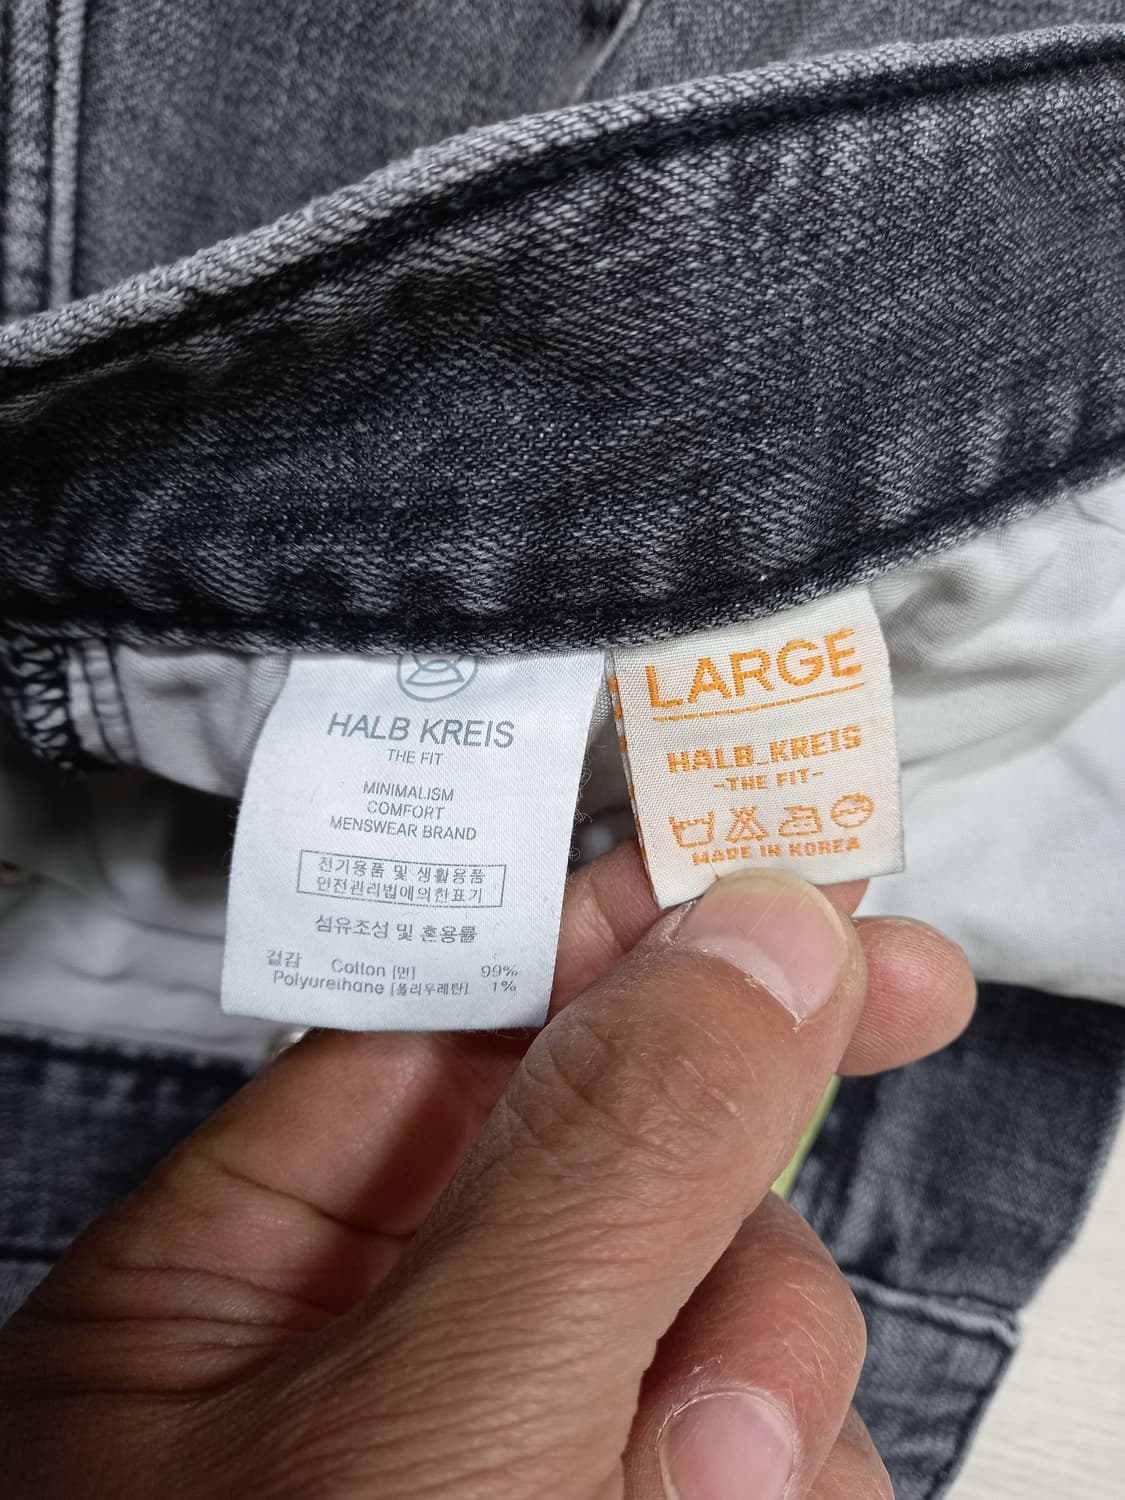 HALB KREIS
THE FIT
MINIMALISM
COMFORT
MENSWEAR BRAND
전기용품 및 생활용품
안전관리법에의한표기
섬유조성 및 혼용률
겉감 Cotton [면] 99%
Polyurethane [폴리우레탄] 1%
LARGE
HALB_KREIS
-THE FIT-
MADE IN KOREA